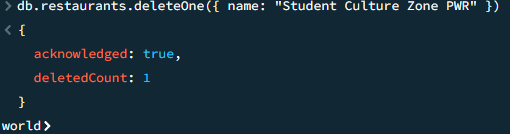 > db.restaurants.deleteOne({ name: "Student Culture Zone PWR" })
< {
acknowledged: true,
deletedCount: 1
}
world>